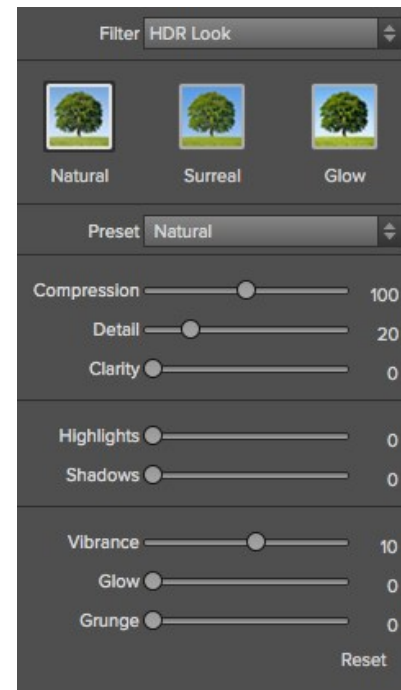 Filter HDR Look
Natural Surreal Glow
Preset Natural
Compression 100
Detail 20
Clarity 0
Highlights 0
Shadows 0
Vibrance 10
Glow 0
Grunge 0
Reset